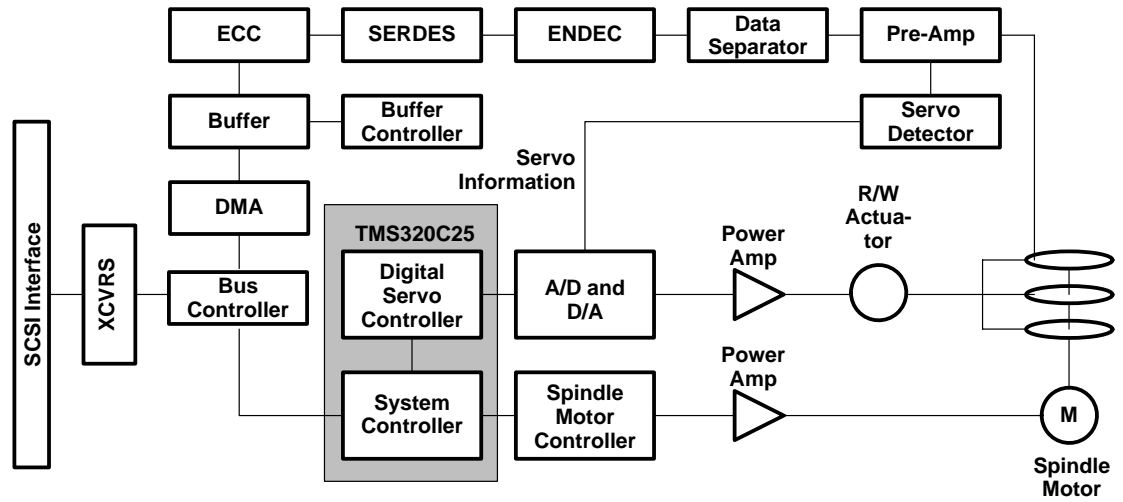 ECC
SERDES
ENDEC
Data
Separator
Pre-Amp
Buffer
Buffer
Controller
Servo
Detector
Servo
Information
DMA
R/W
Actua-
tor
TMS320C25
Power
Amp
SCSI Interface
XCVRS
Bus
Controller
Digital
Servo
Controller
A/D and
D/A
Power
Amp
System
Controller
Spindle
Motor
Controller
M
Spindle
Motor